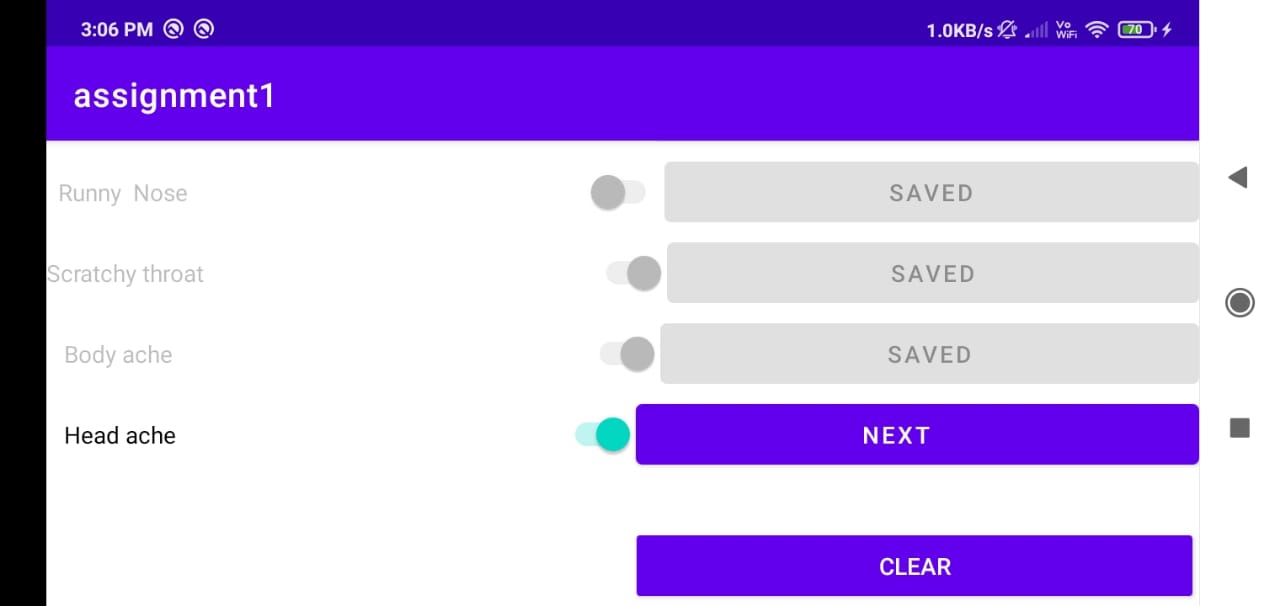 3:06 PM 1.0KB/s Vo WiFi 70
assignment1
Runny  Nose SAVED
Scratchy throat SAVED
Body ache SAVED
Head ache NEXT
CLEAR